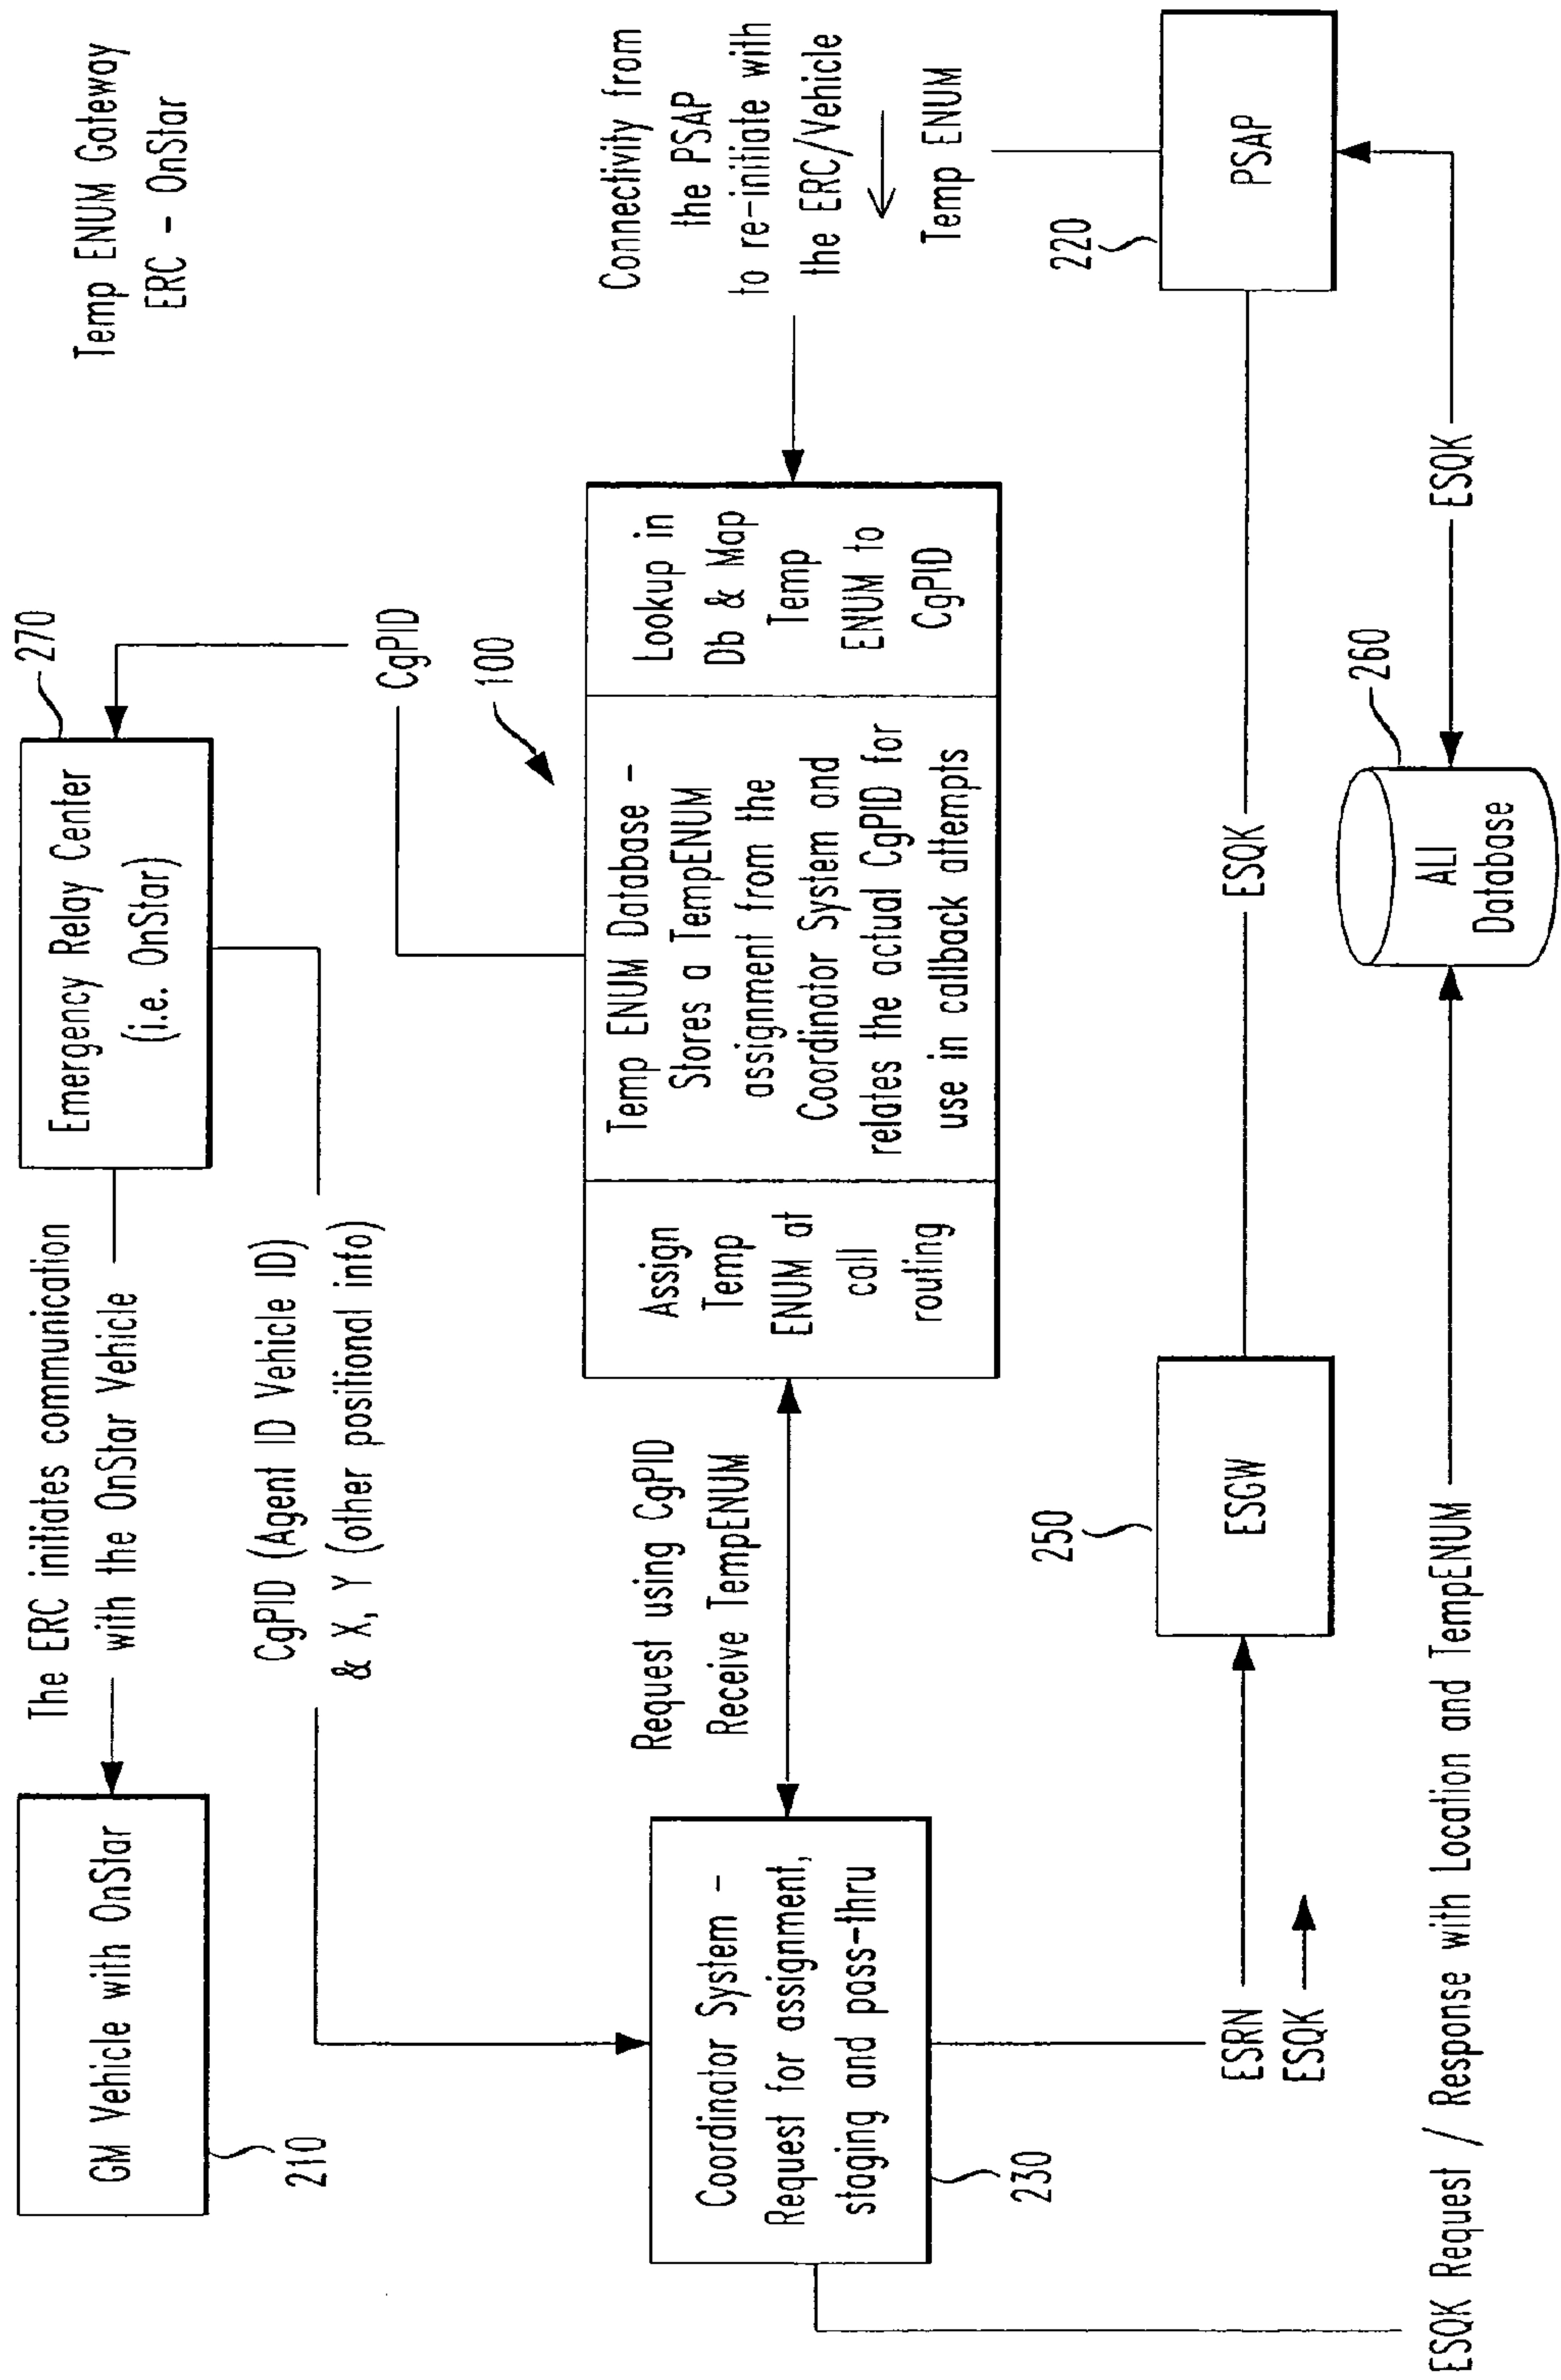 Temp ENUM Gateway
ERC - OnStar
GM Vehicle with OnStar
210
The ERC initiates communication
with the OnStar Vehicle
Emergency Relay Center
(i.e. OnStar)
270
CgPID (Agent ID Vehicle ID)
& X, Y (other positional info)
CgPID
100
Coordinator System -
Request for assignment,
staging and pass-thru
230
Request using CgPID
Receive TempENUM
Assign
Temp
ENUM at
call
routing
Temp ENUM Database -
Stores a TempENUM
assignment from the
Coordinator System and
relates the actual CgPID for
use in callback attempts
Lookup in
Db & Map
Temp
ENUM to
CgPID
Connectivity from
the PSAP
to re-initiate with
the ERC/Vehicle
Temp ENUM
ESRN
ESQK
250
ESGW
ESQK
220
PSAP
ESQK Request / Response with Location and TempENUM
260
ALI
Database
ESQK